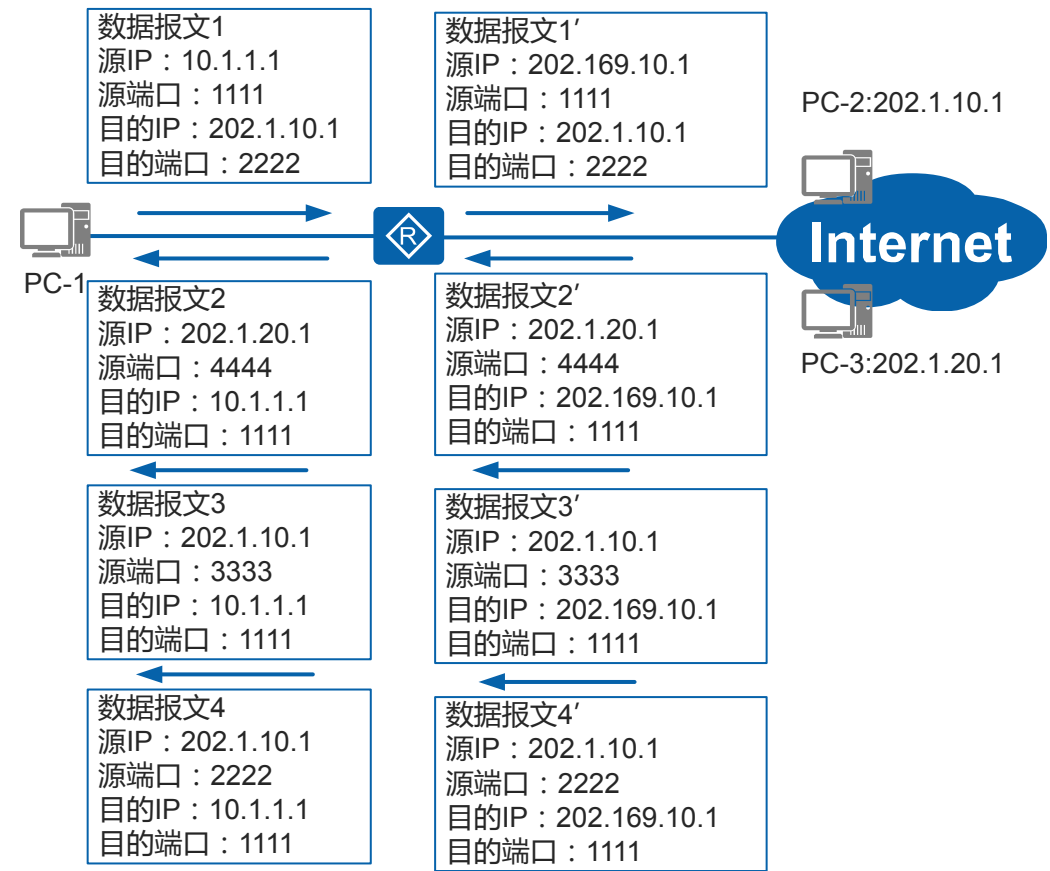 数据报文1
源IP：10.1.1.1
源端口：1111
目的IP：202.1.10.1
目的端口：2222
数据报文1′
源IP：202.169.10.1
源端口：1111
目的IP：202.1.10.1
目的端口：2222
PC-2:202.1.10.1
PC-1
R
Internet
PC-3:202.1.20.1
数据报文2
源IP：202.1.20.1
源端口：4444
目的IP：10.1.1.1
目的端口：1111
数据报文2′
源IP：202.1.20.1
源端口：4444
目的IP：202.169.10.1
目的端口：1111
数据报文3
源IP：202.1.10.1
源端口：3333
目的IP：10.1.1.1
目的端口：1111
数据报文3′
源IP：202.1.10.1
源端口：3333
目的IP：202.169.10.1
目的端口：1111
数据报文4
源IP：202.1.10.1
源端口：2222
目的IP：10.1.1.1
目的端口：1111
数据报文4′
源IP：202.1.10.1
源端口：2222
目的IP：202.169.10.1
目的端口：1111